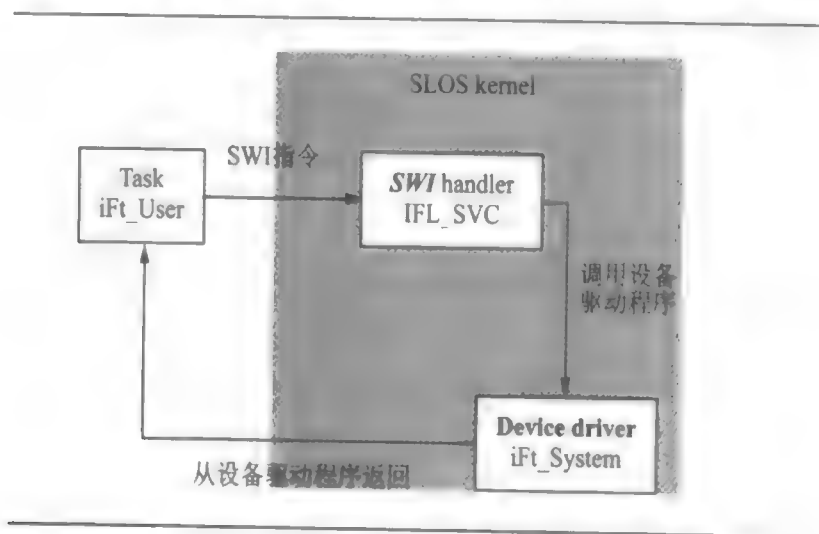 SLOS kernel
SWI指令
Task
iFt_User
SWI handler
IFL_SVC
调用设备
驱动程序
Device driver
iFt_System
从设备驱动程序返回